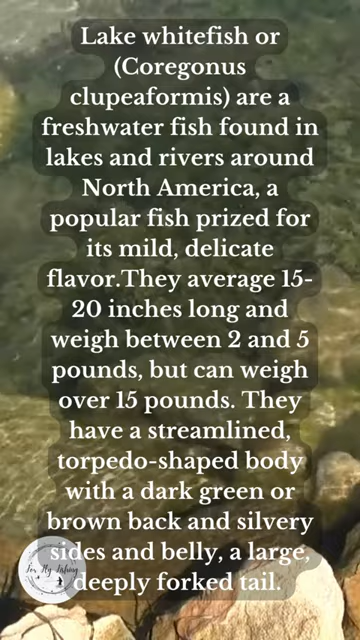 Lake whitefish or
(Coregonus
clupeaformis) are a
freshwater fish found in
lakes and rivers around
North America, a
popular fish prized for
its mild, delicate
flavor.They average 15-
20 inches long and
weigh between 2 and 5
pounds, but can weigh
over 15 pounds. They
have a streamlined,
torpedo-shaped body
with a dark green or
brown back and silvery
sides and belly, a large,
deeply forked tail.